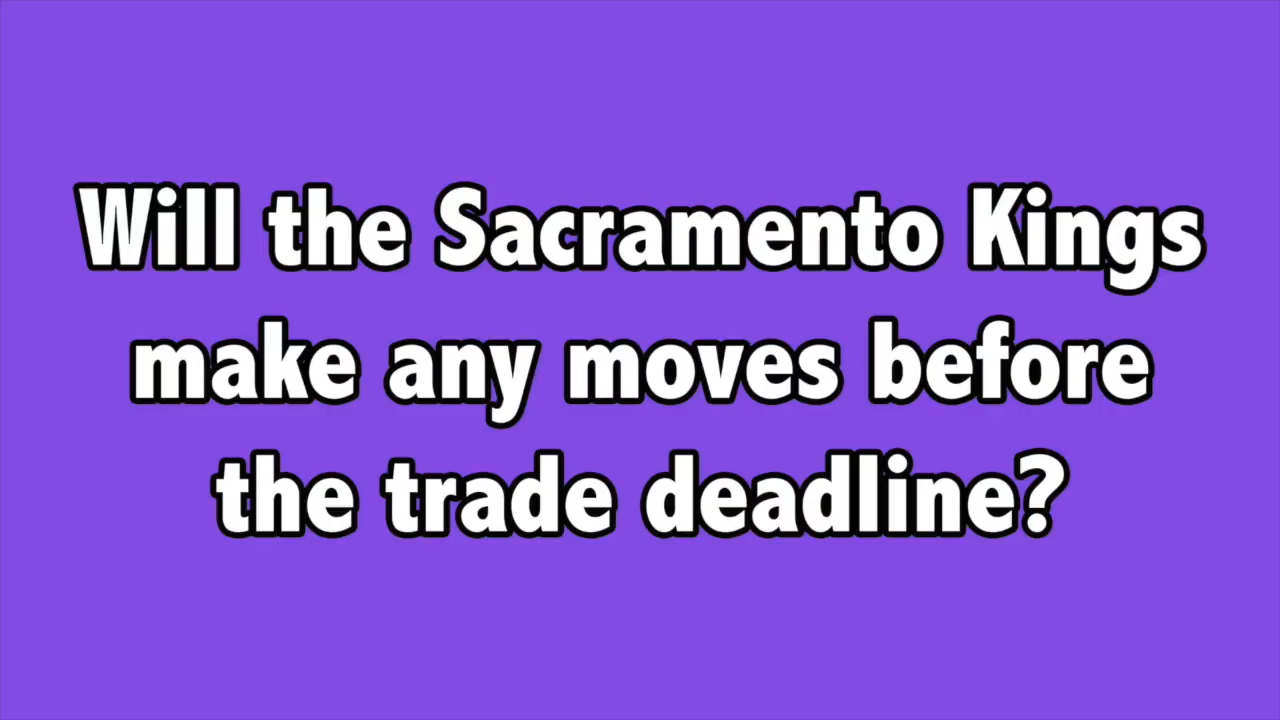 Will the Sacramento Kings
make any moves before
the trade deadline?